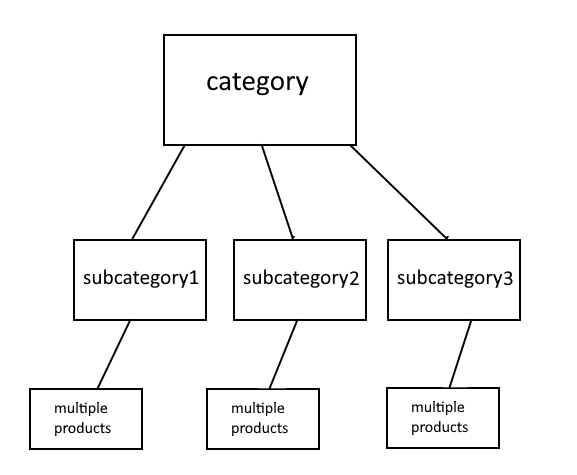 category
subcategory1
subcategory2
subcategory3
multiple
products
multiple
products
multiple
products